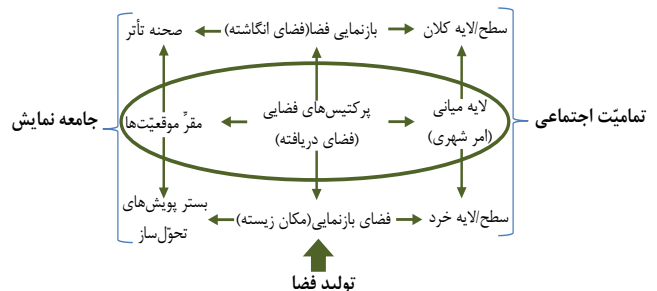 سطح/لایه کلان
بازنمایی فضا(فضای انگاشته)
صحنه تأتر
تمامیّت اجتماعی
لایه میانی
(امر شهری)
پرکتیس‌های فضایی
(فضای دریافته)
مقرِّ موقعیّت‌ها
جامعه نمایش
سطح/لایه خرد
فضای بازنمایی(مکان زیسته)
بستر پویش‌های
تحوّل‌ساز
تولید فضا